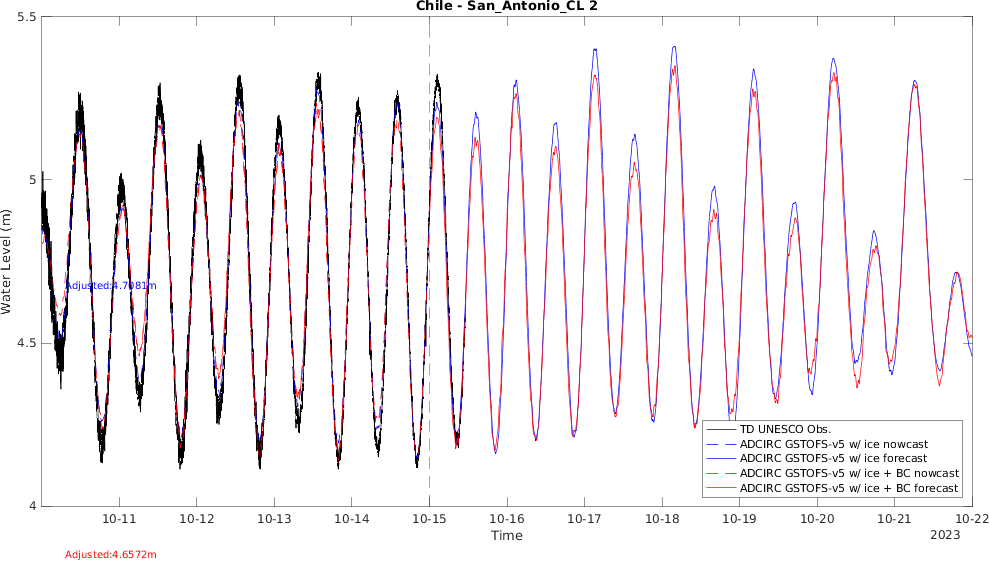 Chile - San_Antonio_CL 2
5.5
5
4.5
4
Water Level (m)
Adjusted:4.7081m
TD UNESCO Obs.
ADCIRC GSTOFS-v5 w/ ice nowcast
ADCIRC GSTOFS-v5 w/ ice forecast
ADCIRC GSTOFS-v5 w/ ice + BC nowcast
ADCIRC GSTOFS-v5 w/ ice + BC forecast
10-11 10-12 10-13 10-14 10-15 10-16 10-17 10-18 10-19 10-20 10-21 10-22
Time
2023
Adjusted:4.6572m